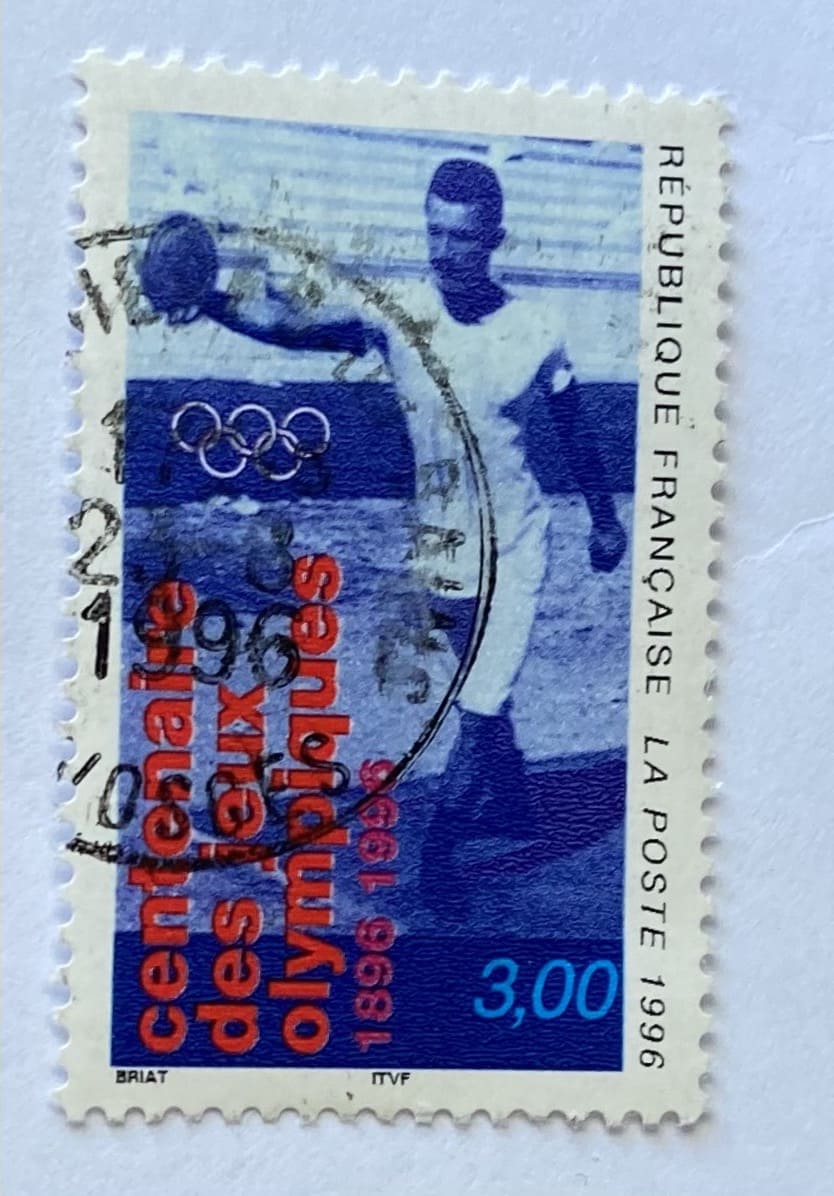 RÉPUBLIQUE FRANÇAISE LA POSTE 1996
centenaire
des jeux
olympiques
1896 1996
3,00
BRIAT
ITVF